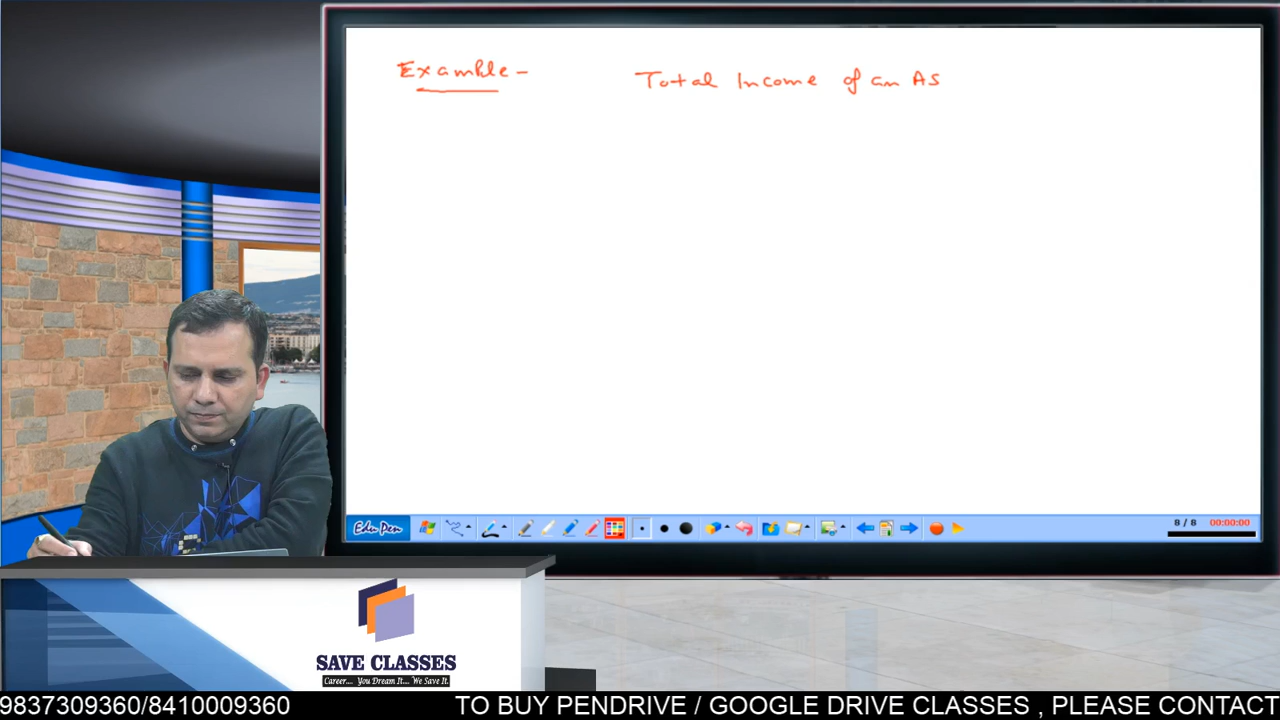 Example - Total Income of an As
Edu Pen
8 / 8 00:00:00
SAVE CLASSES
Career.... You Dream It.... We Save It.
9837309360/8410009360 TO BUY PENDRIVE / GOOGLE DRIVE CLASSES , PLEASE CONTACT